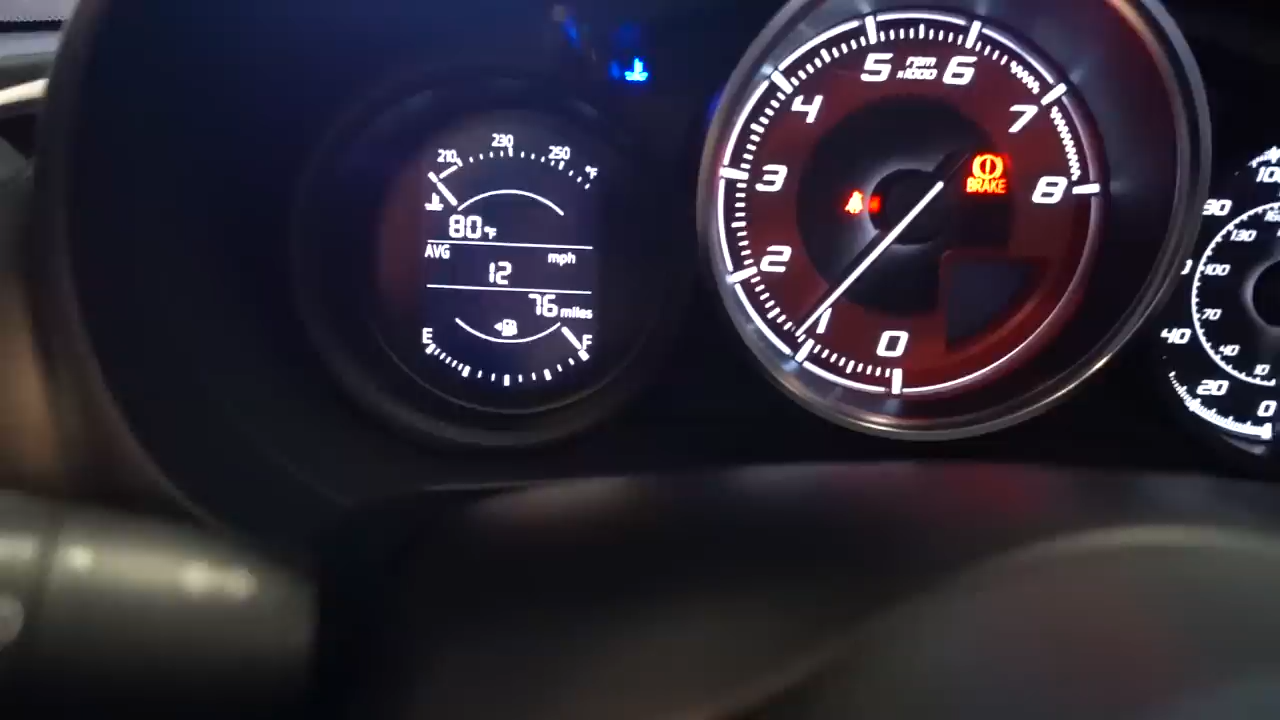 210 230 250 °F
80°F
AVG mph
12
76 miles
E F
rpm
x1000
0 1 2 3 4 5 6 7 8
BRAKE
0 20 40
10 40 70 100 130